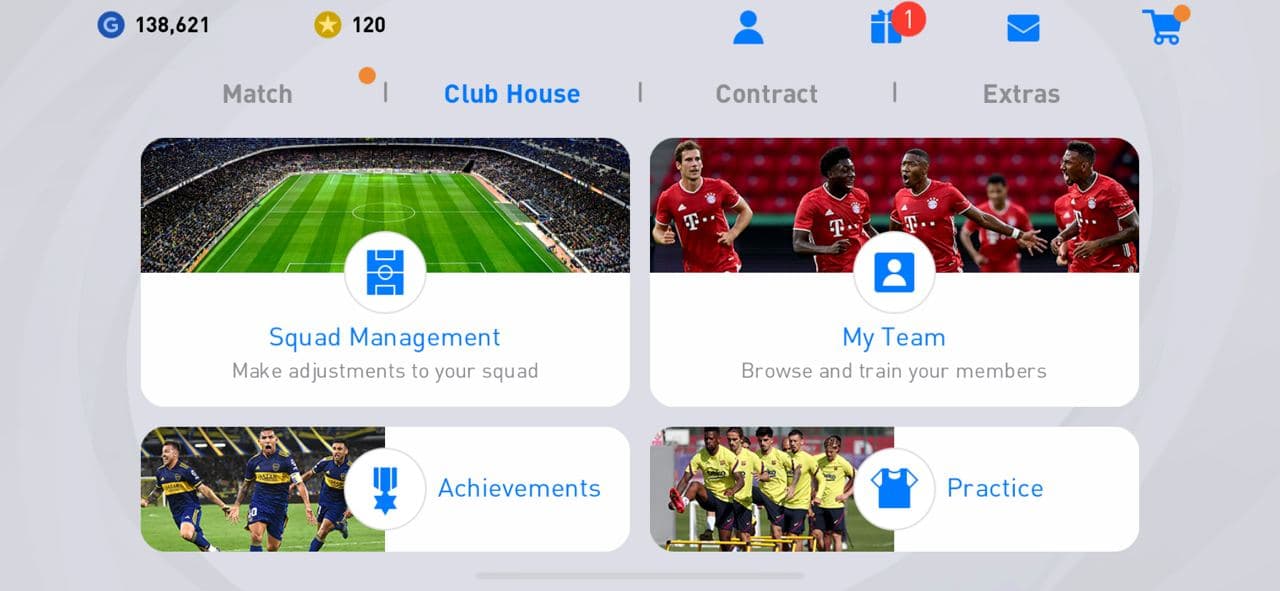 G 138,621
120
1
Match | Club House | Contract | Extras
T
T
T
Squad Management
Make adjustments to your squad
My Team
Browse and train your members
Achievements
Practice